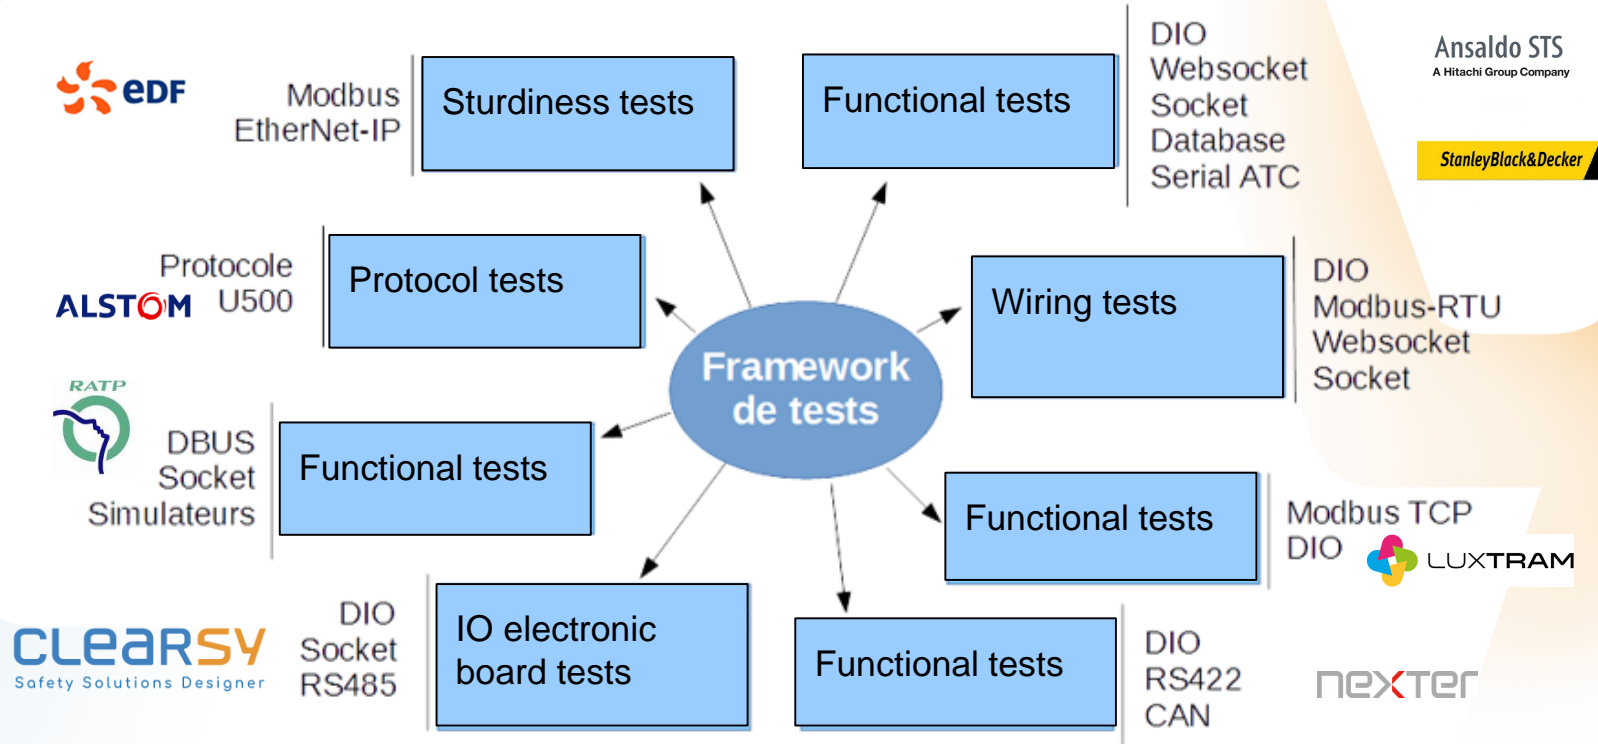 eDF
Modbus
EtherNet-IP
Sturdiness tests
Functional tests
DIO
Websocket
Socket
Database
Serial ATC
Ansaldo STS
A Hitachi Group Company
StanleyBlack&Decker
Protocole
U500
ALSTOM
Protocol tests
Wiring tests
DIO
Modbus-RTU
Websocket
Socket
Framework
de tests
RATP
DBUS
Socket
Simulateurs
Functional tests
Functional tests
Modbus TCP
DIO
LUXTRAM
CLEARSY
Safety Solutions Designer
DIO
Socket
RS485
IO electronic
board tests
Functional tests
DIO
RS422
CAN
nexter